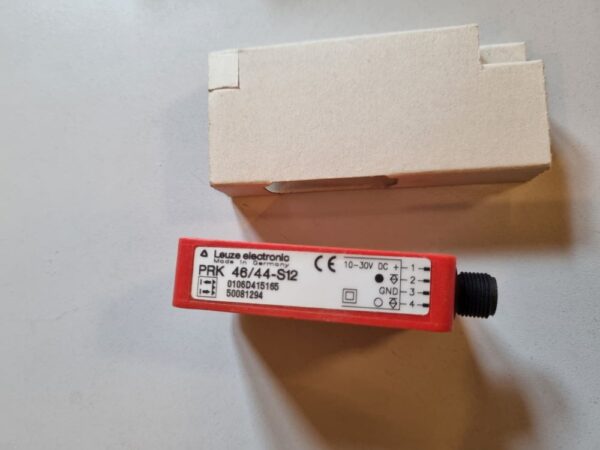 Leuze electronic
Made in Germany
PRK 46/44-S12
0106D415165
50081294
CE
10-30V DC + 1
2
GND 3
4